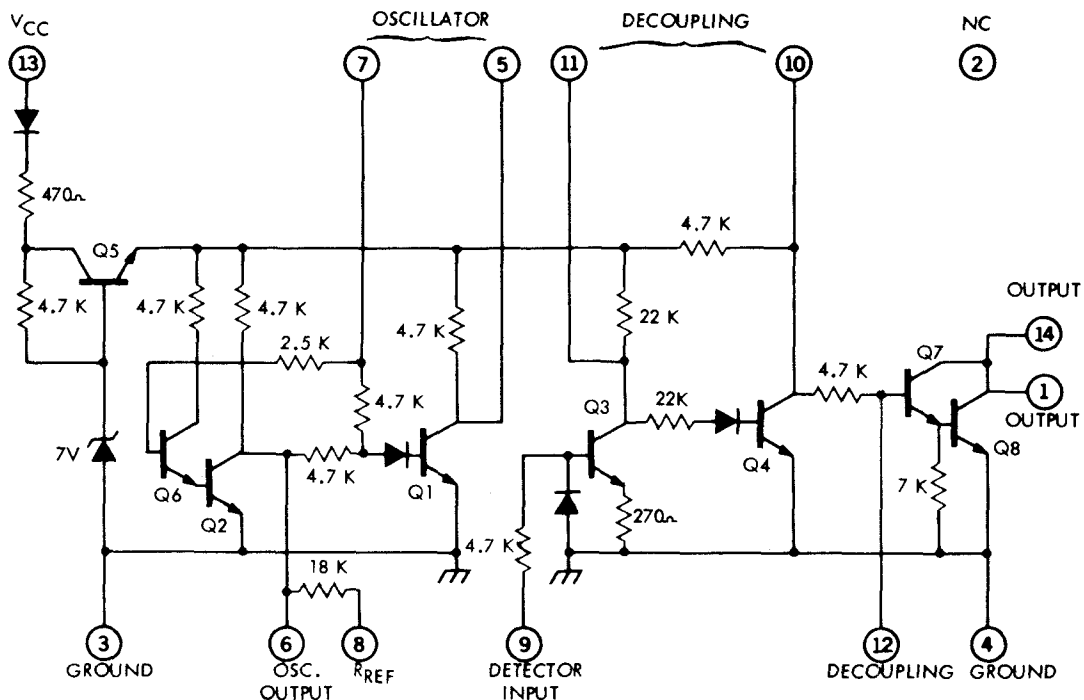 VCC
OSCILLATOR
DECOUPLING
NC
13
7
5
11
10
2
470Ω
4.7 K
Q5
OUTPUT
4.7 K
4.7 K
4.7 K
4.7 K
22 K
14
2.5 K
Q7
4.7 K
4.7 K
Q3
22K
1
OUTPUT
7V
4.7 K
Q6
Q1
Q4
Q8
Q2
270Ω
7 K
4.7 K
18 K
3
6
8
9
12
4
GROUND
OSC.
OUTPUT
RREF
DETECTOR
INPUT
DECOUPLING
GROUND